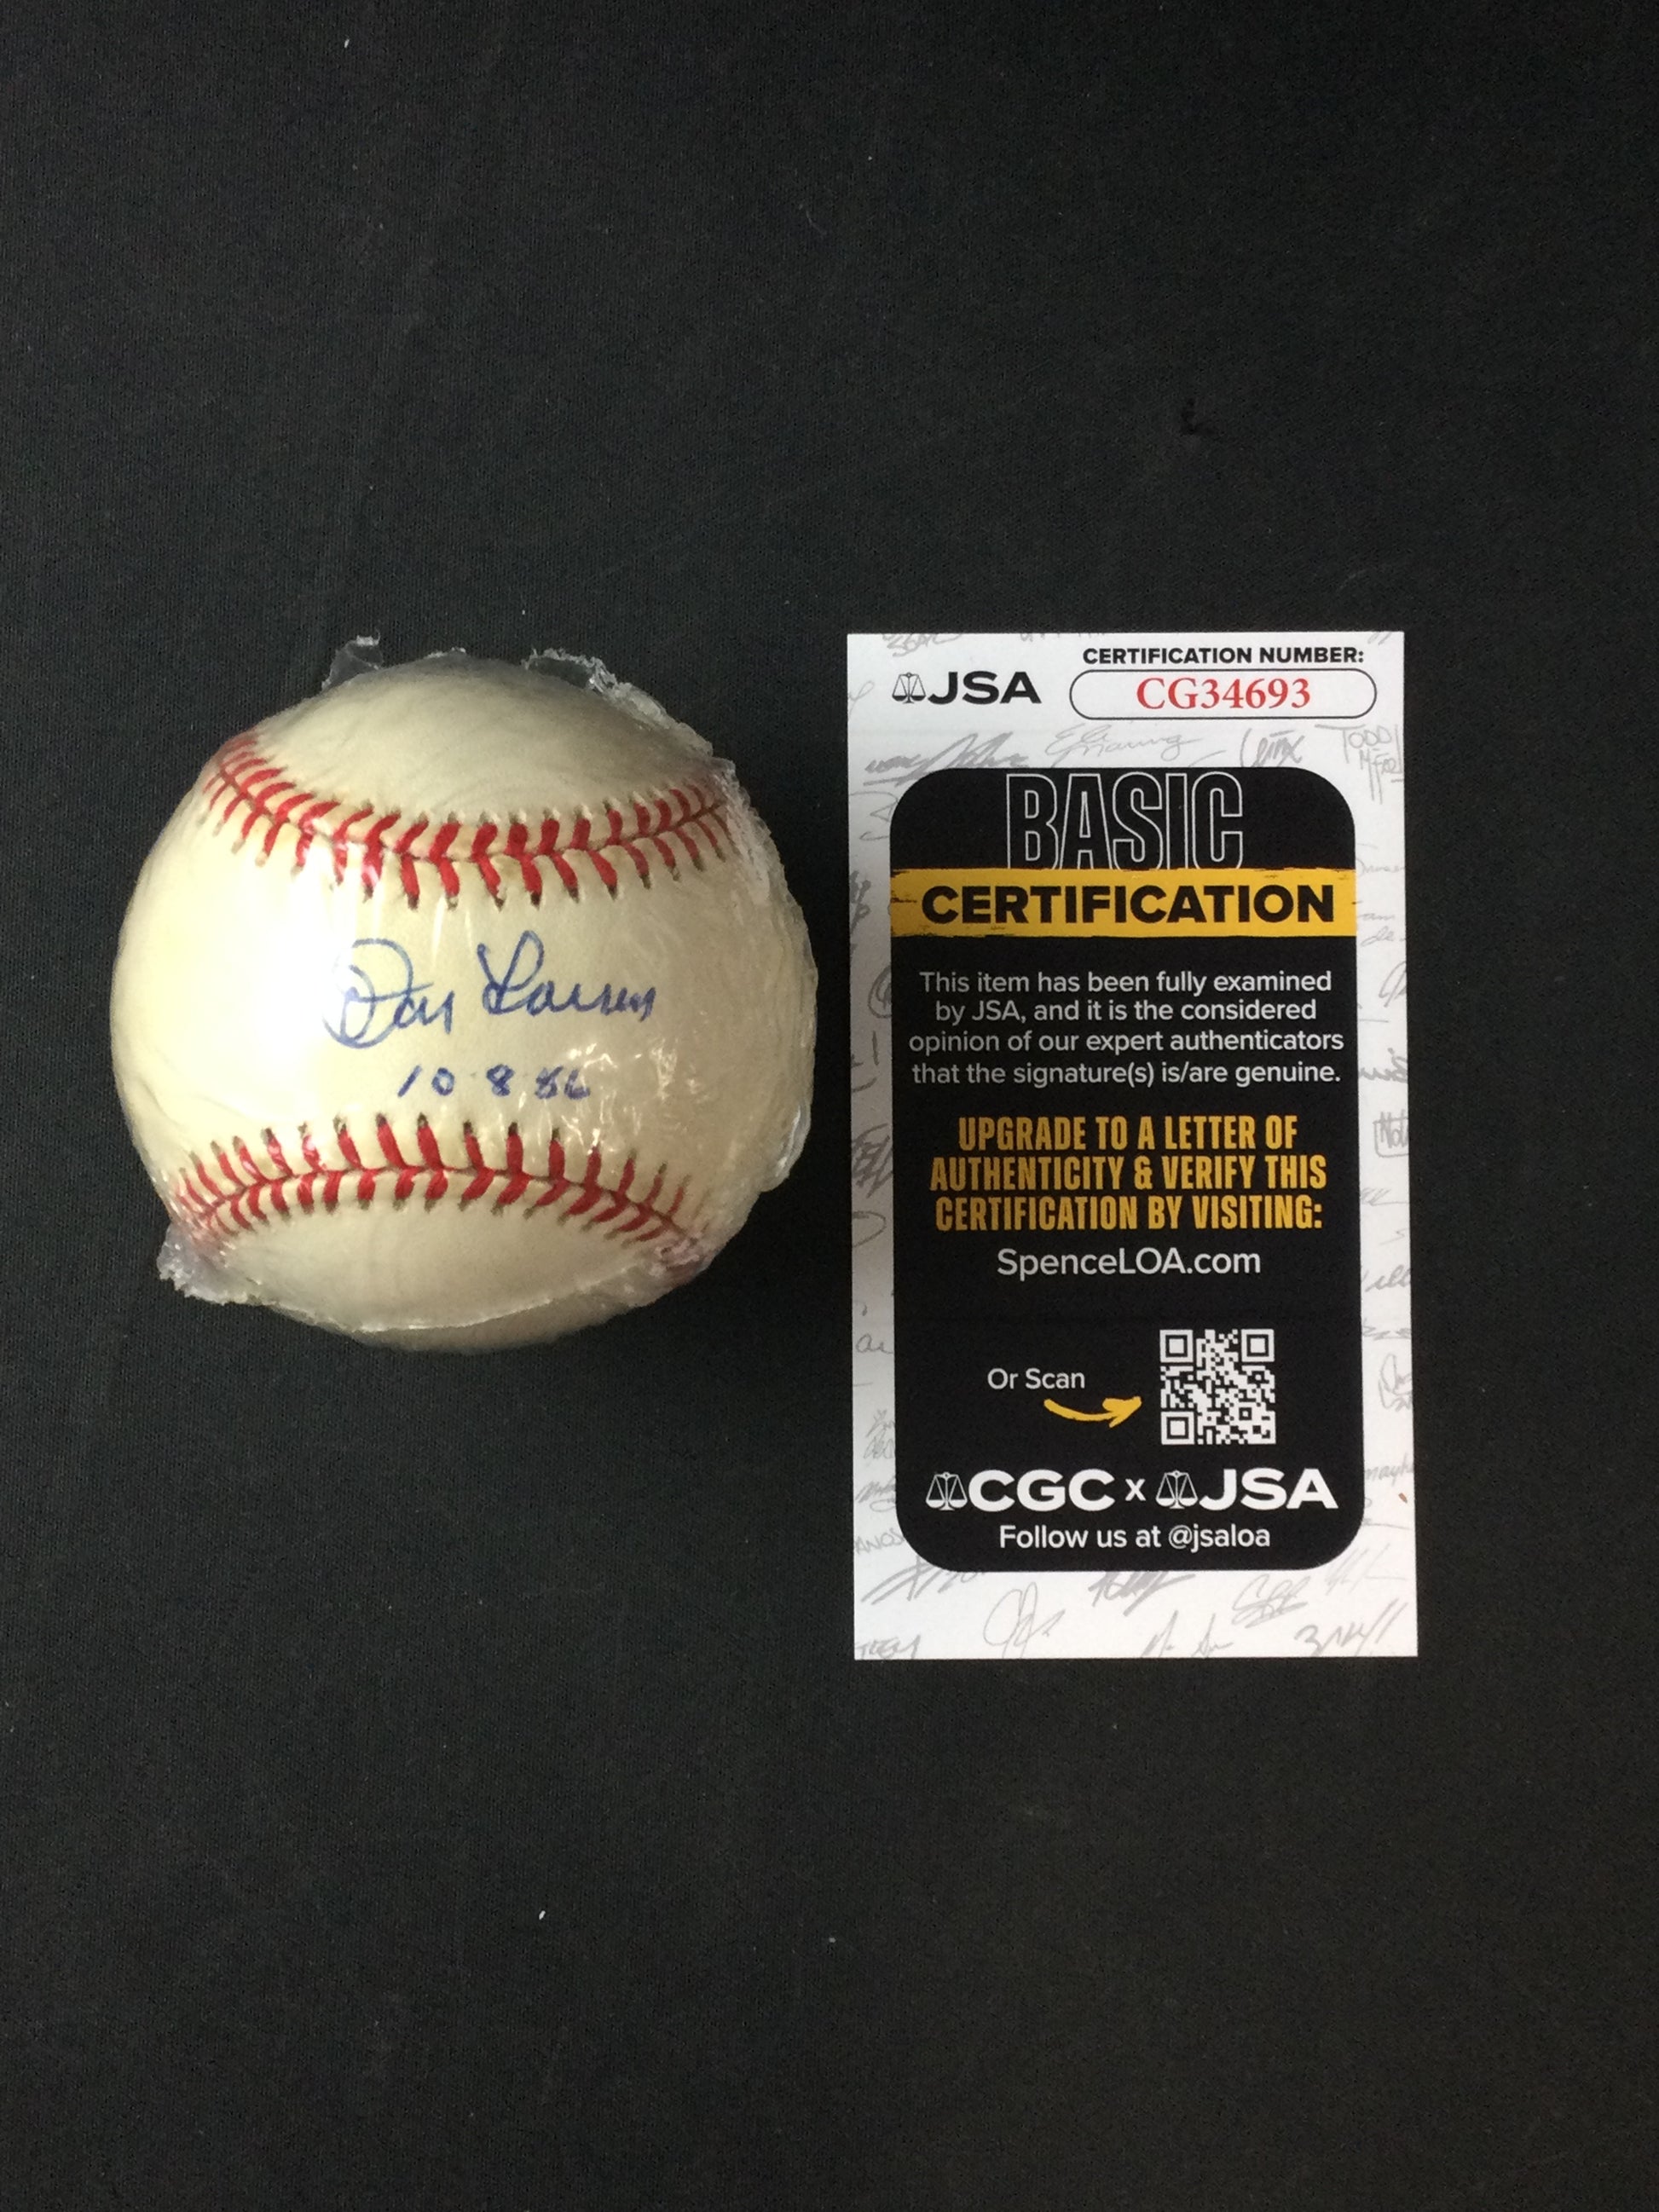 Don Larsen
10 8 56
JSA
CERTIFICATION NUMBER:
CG34693
BASIC
CERTIFICATION
This item has been fully examined
by JSA, and it is the considered
opinion of our expert authenticators
that the signature(s) is/are genuine.
UPGRADE TO A LETTER OF
AUTHENTICITY & VERIFY THIS
CERTIFICATION BY VISITING:
SpenceLOA.com
Or Scan
CGC x JSA
Follow us at @jsaloa